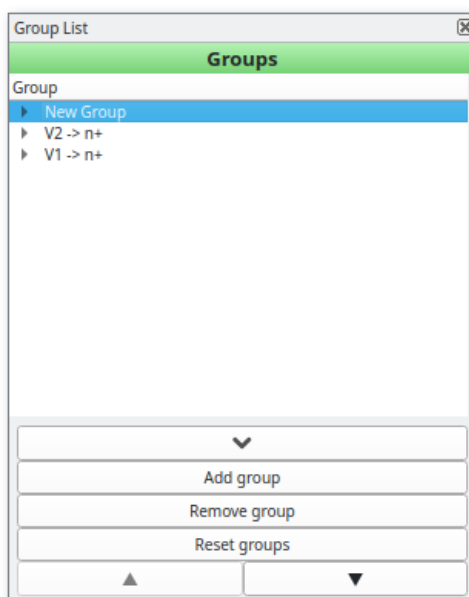 Group List
Groups
Group
New Group
V2 -> n+
V1 -> n+
Add group
Remove group
Reset groups